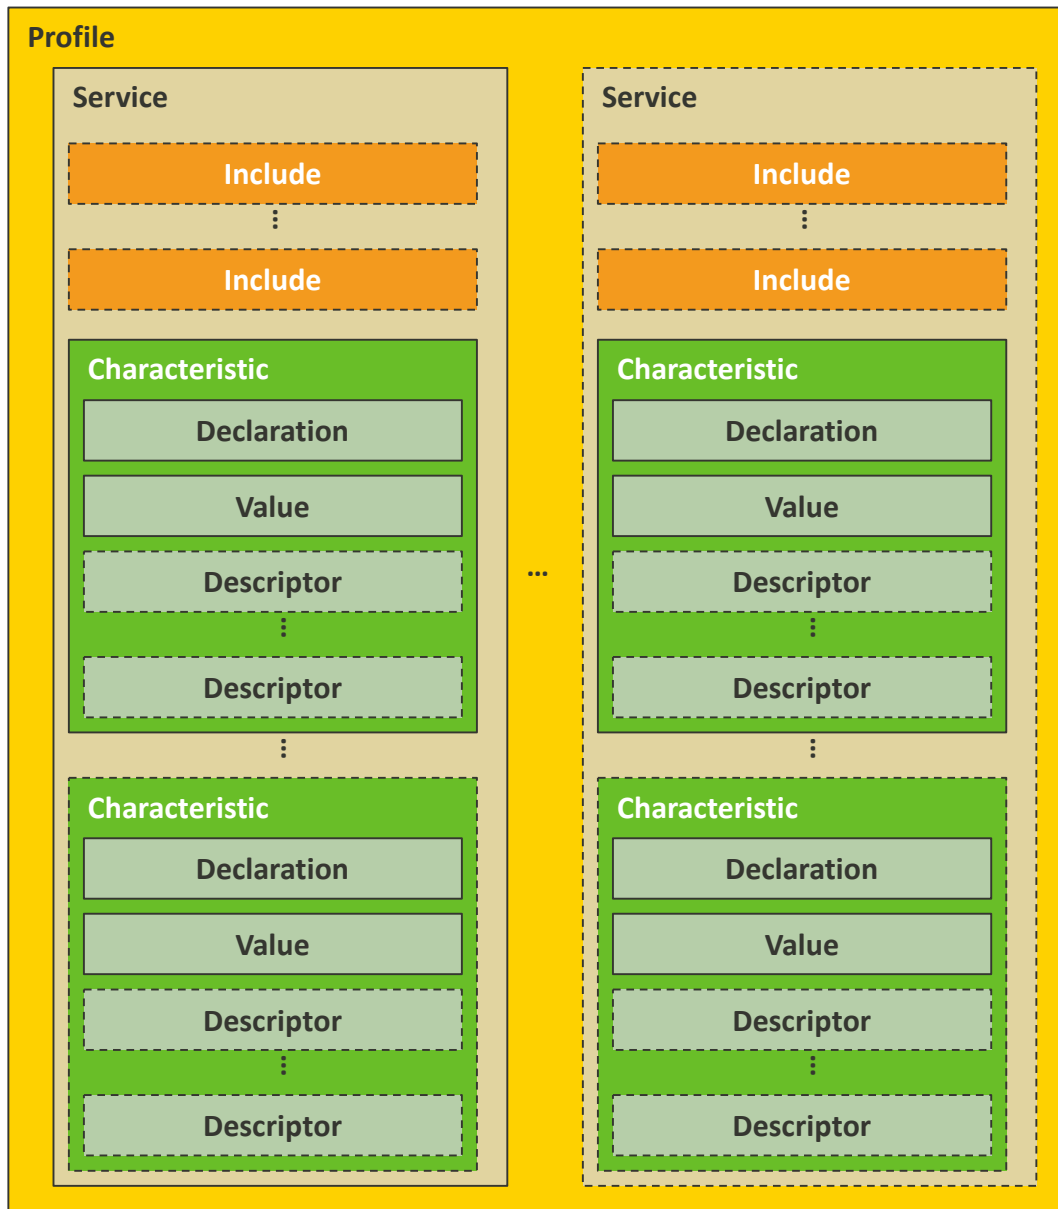 Profile
Service
Include
⋮
Include
Characteristic
Declaration
Value
Descriptor
⋮
Descriptor
⋮
Characteristic
Declaration
Value
Descriptor
⋮
Descriptor
...
Service
Include
⋮
Include
Characteristic
Declaration
Value
Descriptor
⋮
Descriptor
⋮
Characteristic
Declaration
Value
Descriptor
⋮
Descriptor